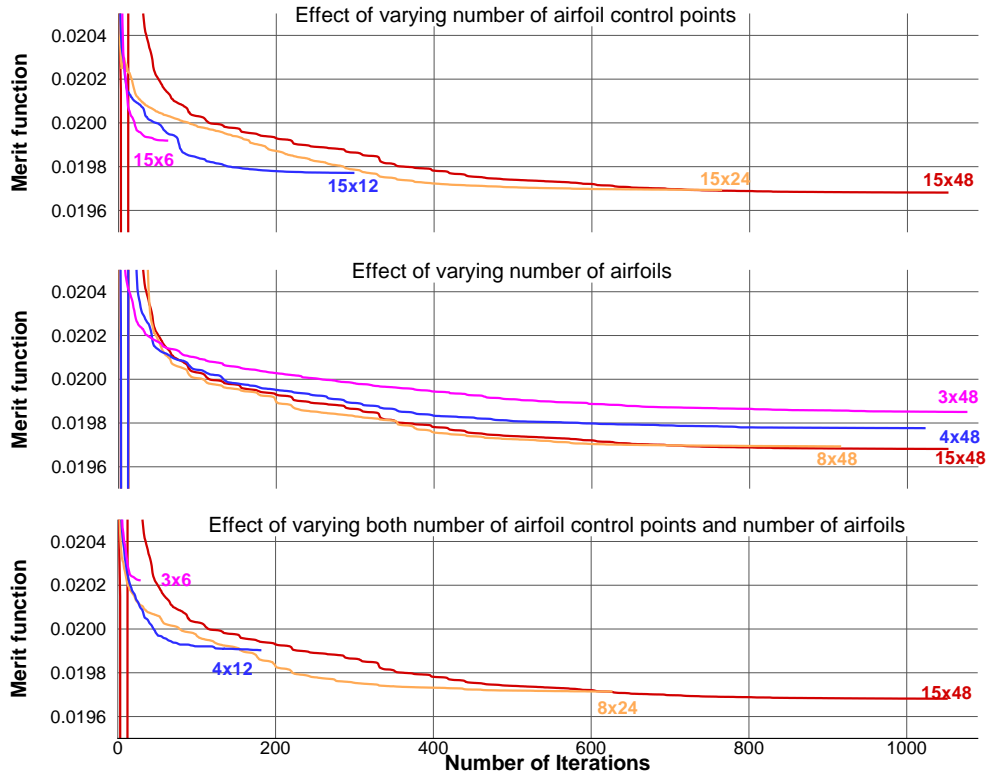 Effect of varying number of airfoil control points
Merit function
0.0204
0.0202
0.0200
0.0198
0.0196
15x6
15x12
15x24
15x48
Effect of varying number of airfoils
Merit function
0.0204
0.0202
0.0200
0.0198
0.0196
3x48
4x48
8x48
15x48
Effect of varying both number of airfoil control points and number of airfoils
Merit function
0.0204
0.0202
0.0200
0.0198
0.0196
3x6
4x12
8x24
15x48
0 200 400 600 800 1000
Number of Iterations